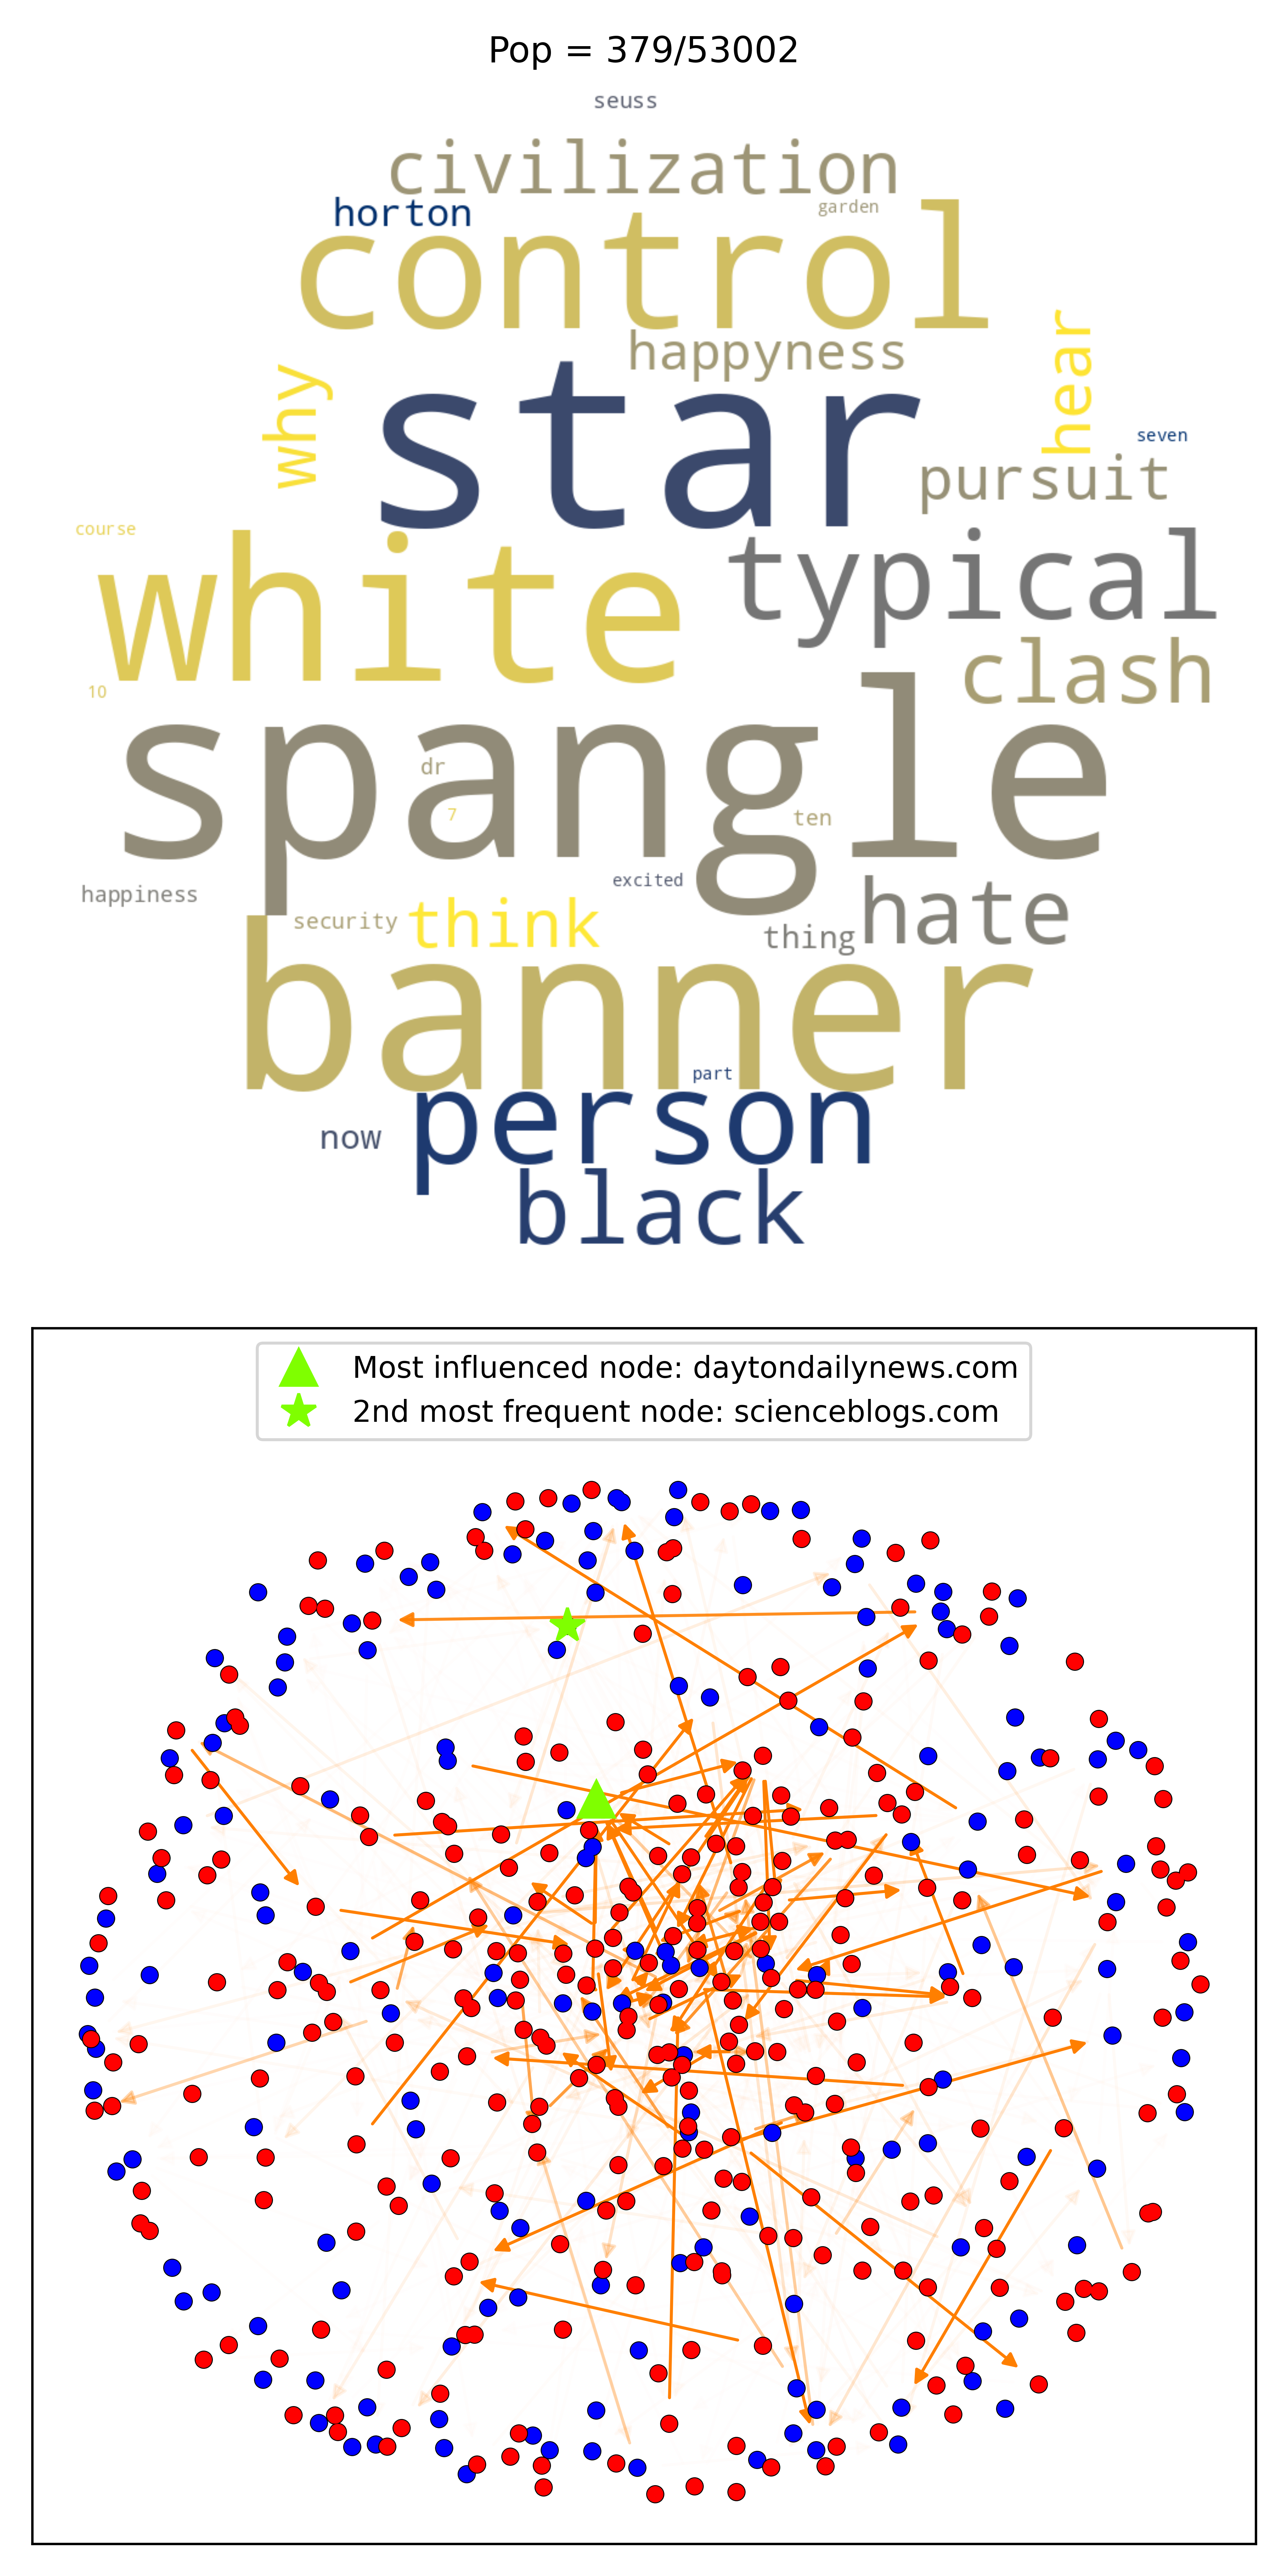 Pop = 379/53002
seuss
civilization
horton
garden
control
happyness
hear
why
star
seven
pursuit
course
white
typical
clash
10
spangle
dr
7
ten
happiness
excited
security
think
thing
hate
banner
part
person
now
black
Most influenced node: daytondailynews.com
2nd most frequent node: scienceblogs.com